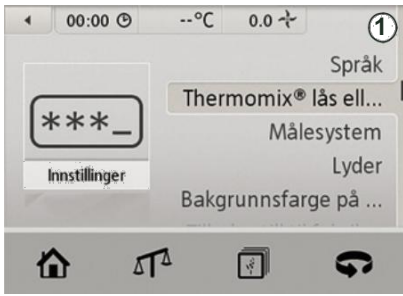 00:00 --°C 0.0 1
Språk
Thermomix® lås ell...
***_
Målesystem
Lyder
Innstillinger
Bakgrunnsfarge på ...